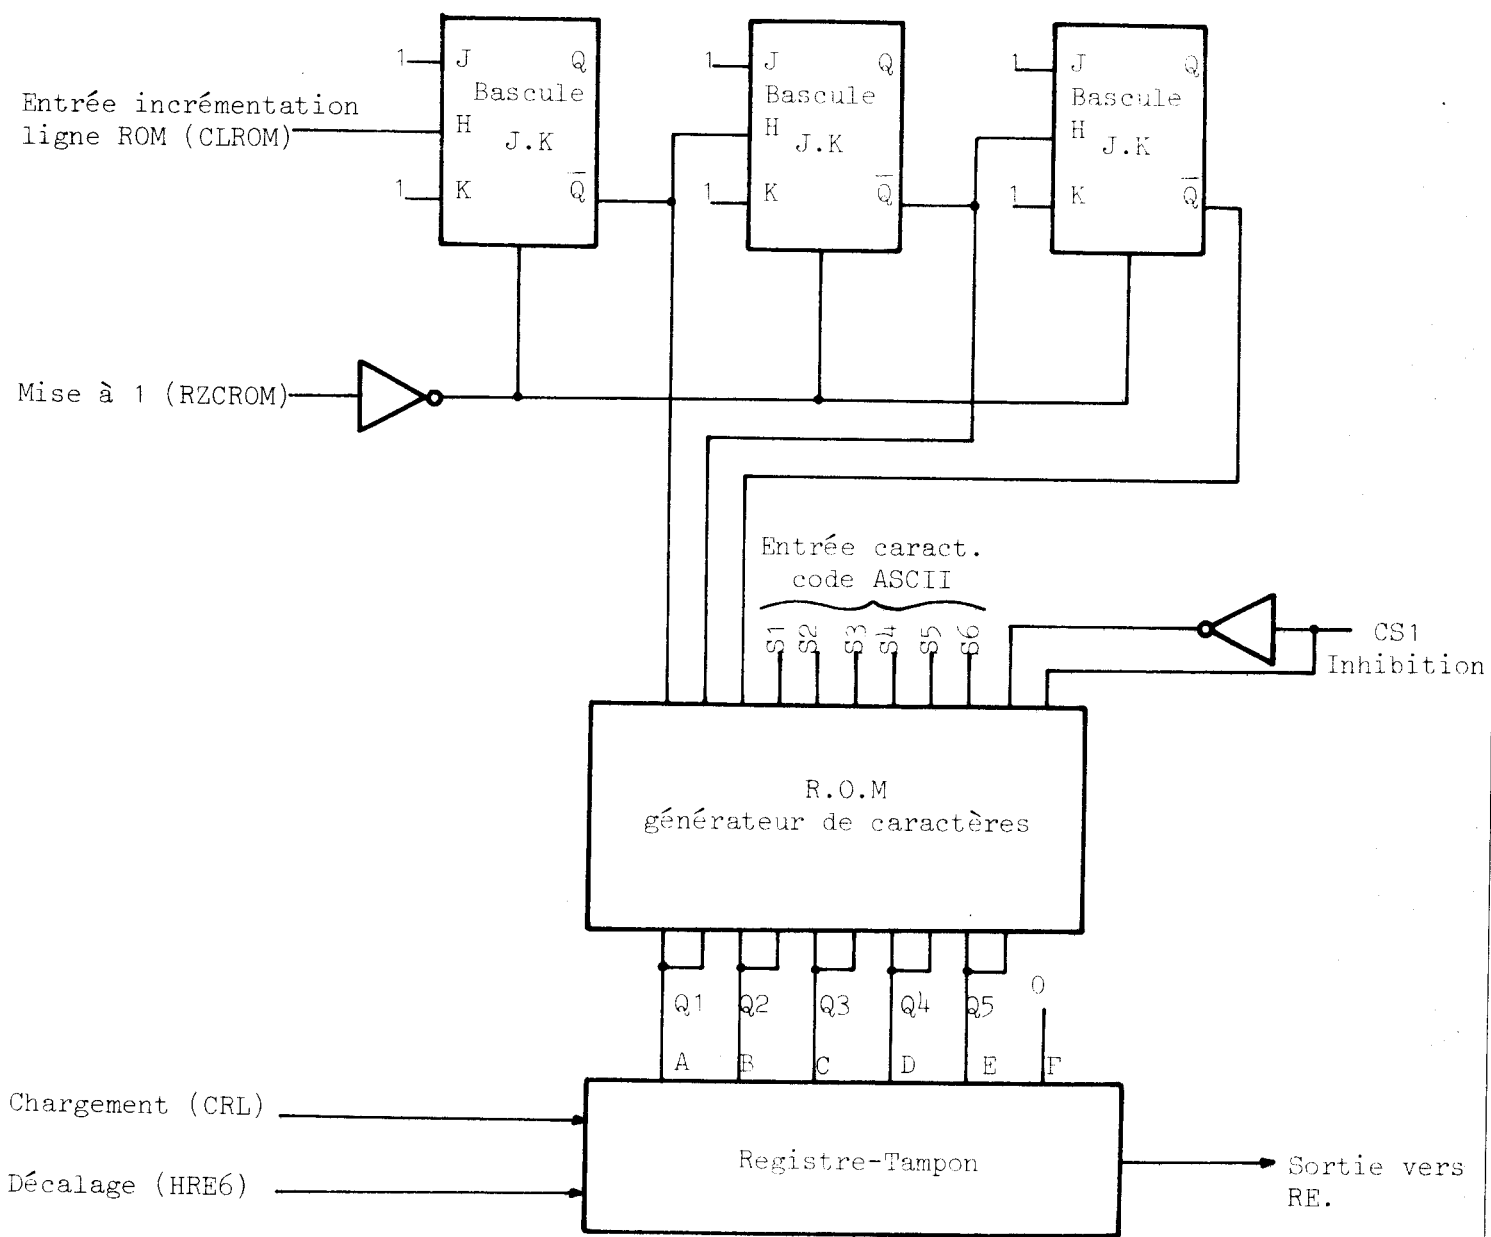 1 J Q
Bascule
H
J.K
1 K Q̅
1 J Q
Bascule
H
J.K
1 K Q̅
1 J Q
Bascule
H
J.K
1 K Q̅
Entrée incrémentation
ligne ROM (CLROM)
Mise à 1 (RZCROM)
Entrée caract.
code ASCII
S1 S2 S3 S4 S5 S6
CS1
Inhibition
R.O.M
générateur de caractères
Q1 Q2 Q3 Q4 Q5 0
A B C D E F
Chargement (CRL)
Décalage (HRE6)
Registre-Tampon
Sortie vers
RE.